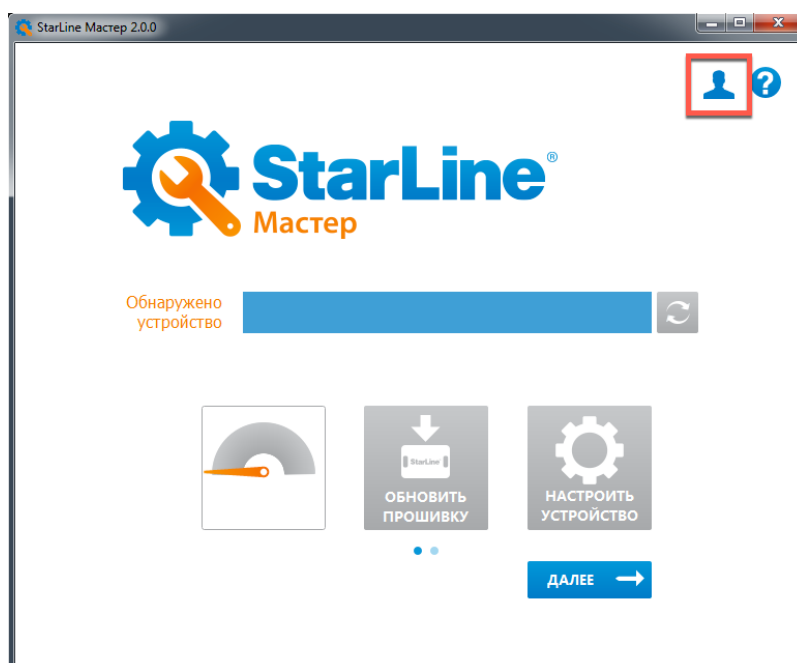 StarLine Мастер 2.0.0
?
StarLine®
Мастер
Обнаружено
устройство
StarLine
ОБНОВИТЬ
ПРОШИВКУ
НАСТРОИТЬ
УСТРОЙСТВО
ДАЛЕЕ